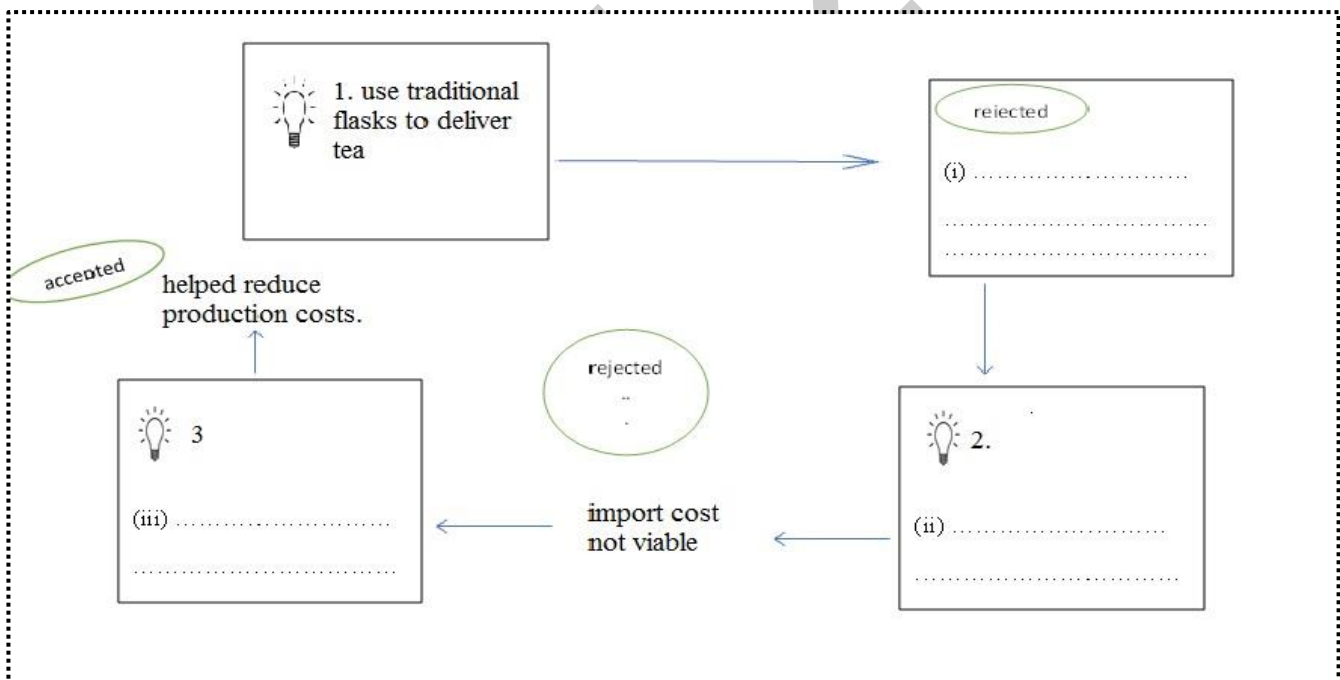 1. use traditional
flasks to deliver
tea
reiected
(i) ……………………………
……………………………………
……………………………………
accepted
helped reduce
production costs.
rejected
..
.
3
2.
(iii) ……………………………
……………………………………
import cost
not viable
(ii) ……………………………
……………………………………